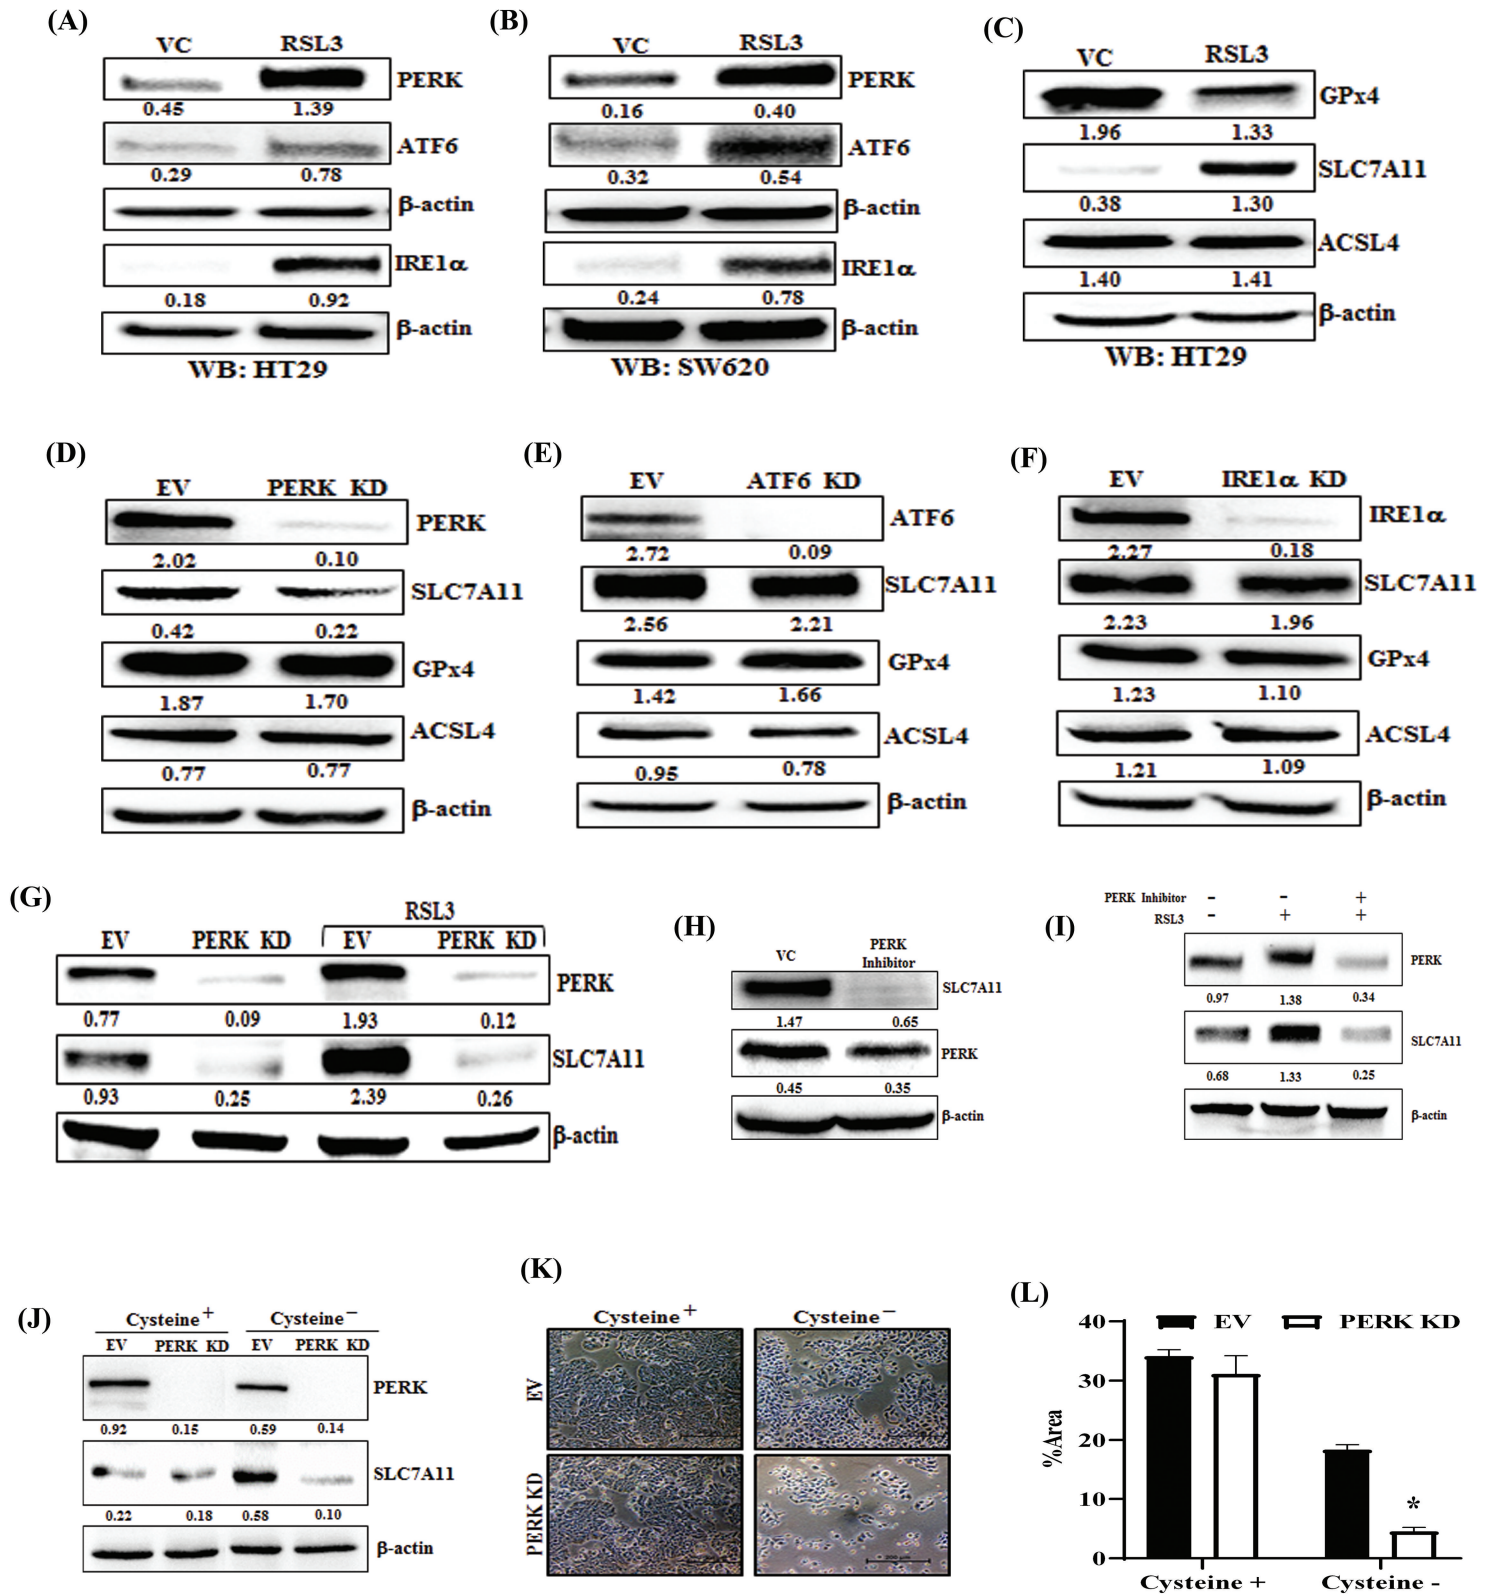 (A)
VC RSL3
PERK
0.45 1.39
ATF6
0.29 0.78
β-actin
IRE1α
0.18 0.92
β-actin
WB: HT29
(B)
VC RSL3
PERK
0.16 0.40
ATF6
0.32 0.54
β-actin
IRE1α
0.24 0.78
β-actin
WB: SW620
(C)
VC RSL3
GPx4
1.96 1.33
SLC7A11
0.38 1.30
ACSL4
1.40 1.41
β-actin
WB: HT29
(D)
EV PERK KD
PERK
2.02 0.10
SLC7A11
0.42 0.22
GPx4
1.87 1.70
ACSL4
0.77 0.77
β-actin
(E)
EV ATF6 KD
ATF6
2.72 0.09
SLC7A11
2.56 2.21
GPx4
1.42 1.66
ACSL4
0.95 0.78
β-actin
(F)
EV IRE1α KD
IRE1α
2.27 0.18
SLC7A11
2.23 1.96
GPx4
1.23 1.10
ACSL4
1.21 1.09
β-actin
(G)
RSL3
EV PERK KD EV PERK KD
PERK
0.77 0.09 1.93 0.12
SLC7A11
0.93 0.25 2.39 0.26
β-actin
(H)
VC PERK
Inhibitor
SLC7A11
1.47 0.65
PERK
0.45 0.35
β-actin
(I)
PERK Inhibitor - - +
RSL3 - + +
PERK
0.97 1.38 0.34
SLC7A11
0.68 1.33 0.25
β-actin
(J)
Cysteine+ Cysteine−
EV PERK KD EV PERK KD
PERK
0.92 0.15 0.59 0.14
SLC7A11
0.22 0.18 0.58 0.10
β-actin
(K)
Cysteine+ Cysteine−
EV
PERK KD
200 µm
(L)
EV PERK KD
%Area
40
30
20
10
0
*
Cysteine + Cysteine -